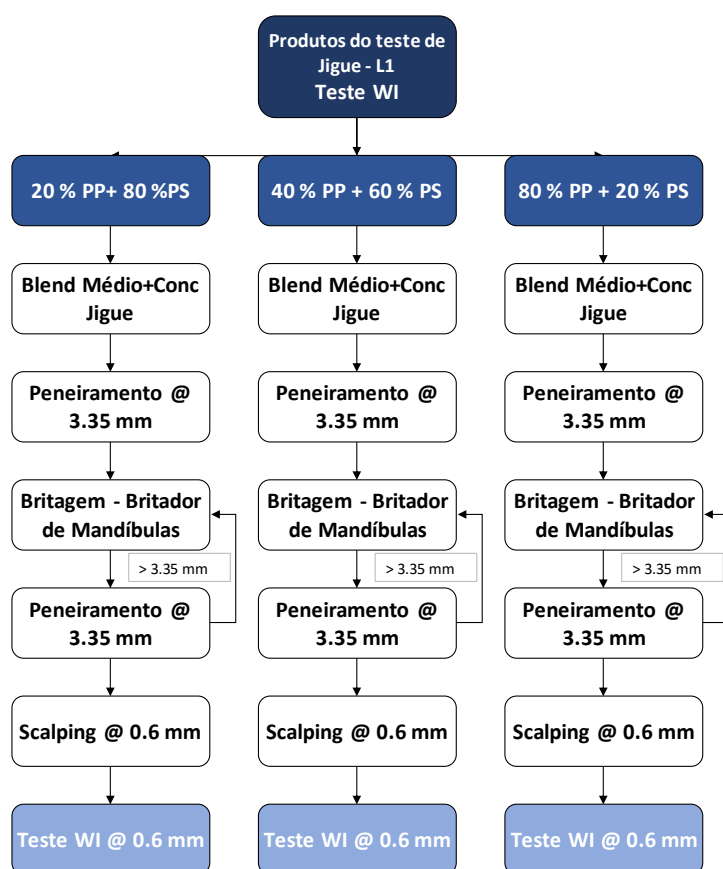 Produtos do teste de
Jigue - L1
Teste WI
20 % PP+ 80 %PS
40 % PP + 60 % PS
80 % PP + 20 % PS
Blend Médio+Conc
Jigue
Blend Médio+Conc
Jigue
Blend Médio+Conc
Jigue
Peneiramento @
3.35 mm
Peneiramento @
3.35 mm
Peneiramento @
3.35 mm
Britagem - Britador
de Mandíbulas
Britagem - Britador
de Mandíbulas
Britagem - Britador
de Mandíbulas
> 3.35 mm
> 3.35 mm
> 3.35 mm
Peneiramento @
3.35 mm
Peneiramento @
3.35 mm
Peneiramento @
3.35 mm
Scalping @ 0.6 mm
Scalping @ 0.6 mm
Scalping @ 0.6 mm
Teste WI @ 0.6 mm
Teste WI @ 0.6 mm
Teste WI @ 0.6 mm